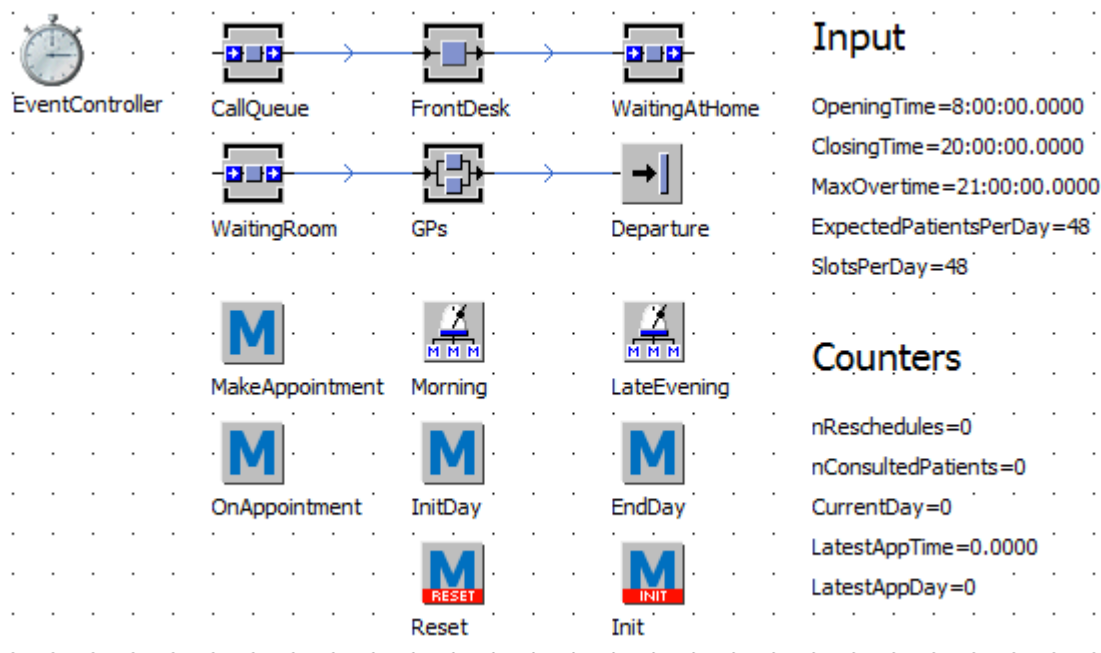 EventController
CallQueue
FrontDesk
WaitingAtHome
WaitingRoom
GPs
Departure
M
MakeAppointment
M M M
Morning
M M M
LateEvening
M
OnAppointment
M
InitDay
M
EndDay
M
RESET
Reset
M
INIT
Init
Input
OpeningTime=8:00:00.0000
ClosingTime=20:00:00.0000
MaxOvertime=21:00:00.0000
ExpectedPatientsPerDay=48
SlotsPerDay=48
Counters
nReschedules=0
nConsultedPatients=0
CurrentDay=0
LatestAppTime=0.0000
LatestAppDay=0